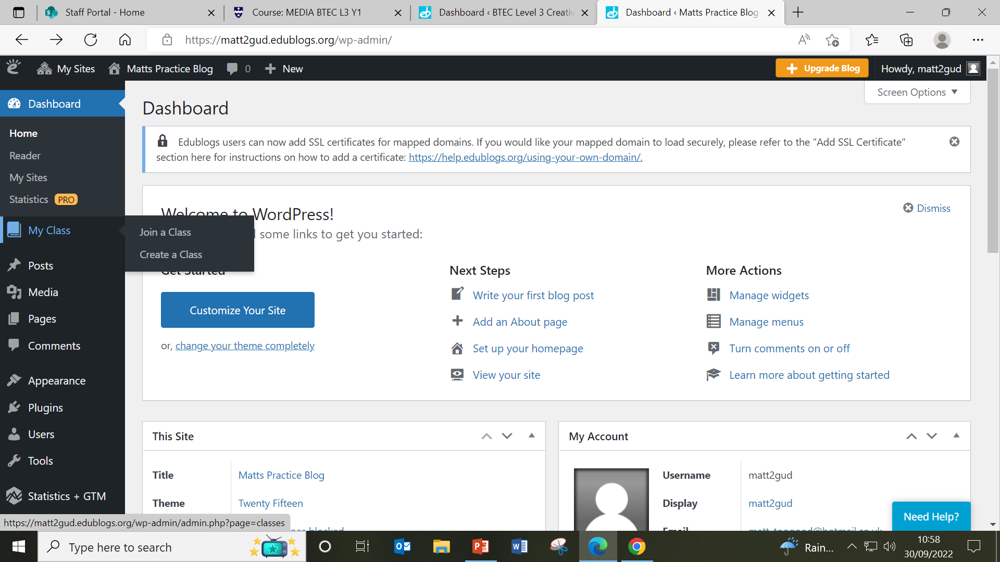 Staff Portal - Home
Course: MEDIA BTEC L3 Y1
Dashboard ‹ BTEC Level 3 Creativ
Dashboard ‹ Matts Practice Blog
https://matt2gud.edublogs.org/wp-admin/
My Sites
Matts Practice Blog
0
New
Upgrade Blog
Howdy, matt2gud
Screen Options
Dashboard
Home
Reader
My Sites
Statistics PRO
My Class
Join a Class
Create a Class
Posts
Media
Pages
Comments
Appearance
Plugins
Users
Tools
Statistics + GTM
Dashboard
Edublogs users can now add SSL certificates for mapped domains. If you would like your mapped domain to load securely, please refer to the "Add SSL Certificate"
section here for instructions on how to add a certificate: https://help.edublogs.org/using-your-own-domain/.
Welcome to WordPress!
Dismiss
some links to get you started:
Get Started
Customize Your Site
or, change your theme completely
Next Steps
Write your first blog post
Add an About page
Set up your homepage
View your site
More Actions
Manage widgets
Manage menus
Turn comments on or off
Learn more about getting started
This Site
Title Matts Practice Blog
Theme Twenty Fifteen
blocked
My Account
Username matt2gud
Display matt2gud
Email
Need Help?
https://matt2gud.edublogs.org/wp-admin/admin.php?page=classes
Type here to search
Rain...
10:58
30/09/2022